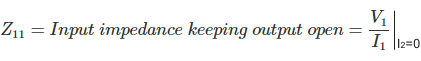 Z₁₁ = Input impedance keeping output open = V₁/I₁ |I₂=0